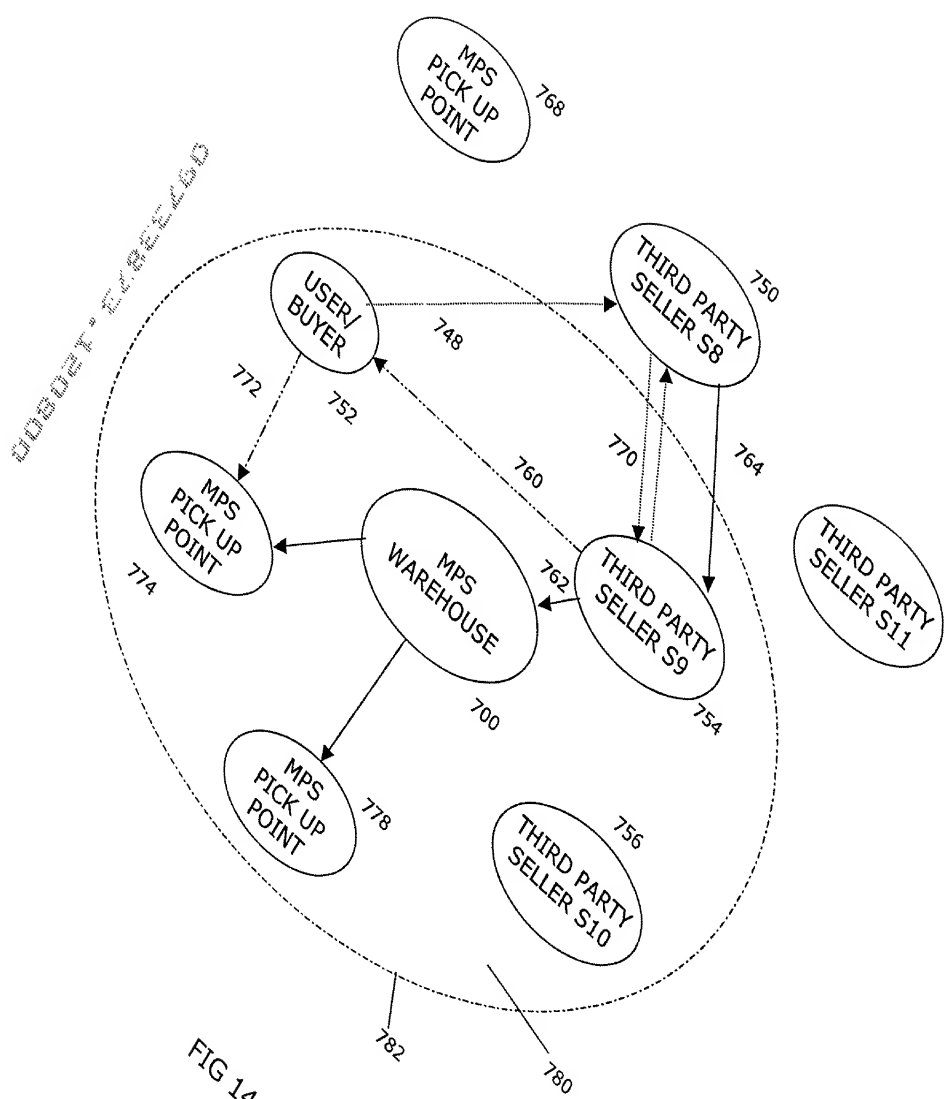 MPS
PICK UP
POINT
768
09733873.120800
USER/
BUYER
748
752
THIRD PARTY
SELLER S8
750
772
770
764
760
MPS
PICK UP
POINT
774
MPS
WAREHOUSE
700
762
THIRD PARTY
SELLER S9
754
THIRD PARTY
SELLER S11
MPS
PICK UP
POINT
778
THIRD PARTY
SELLER S10
756
782
780
FIG 14